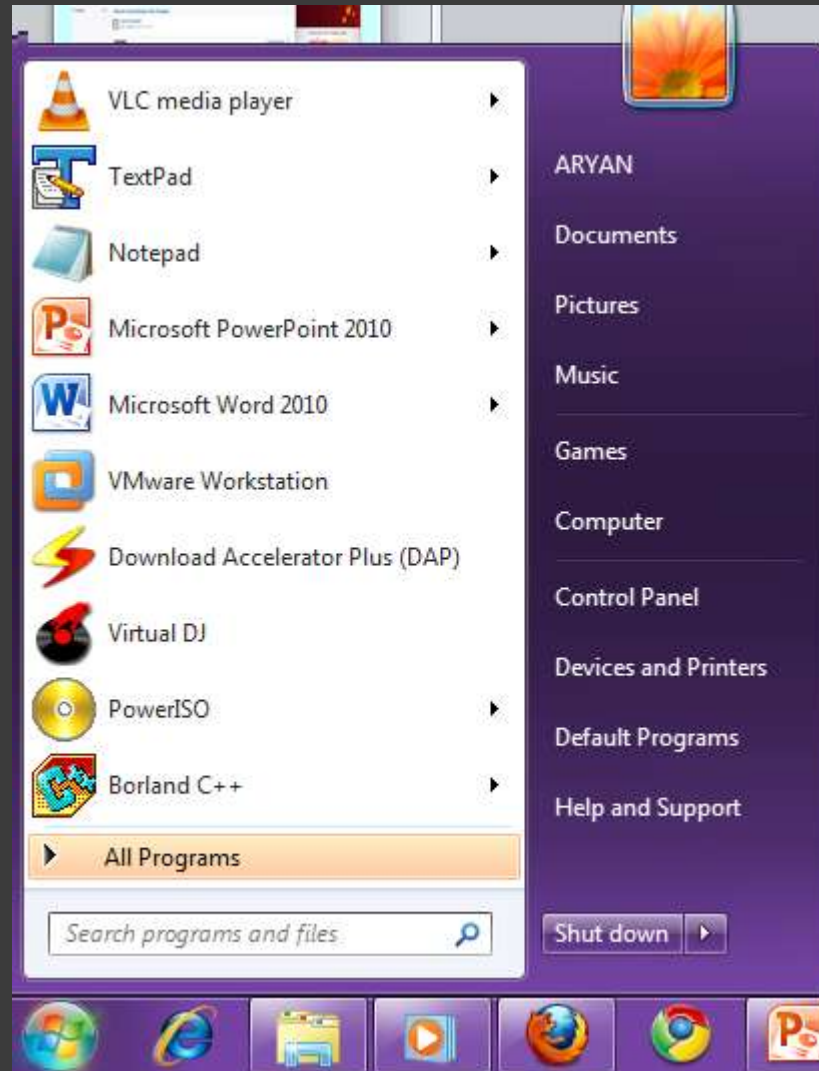 VLC media player
TextPad
Notepad
Microsoft PowerPoint 2010
Microsoft Word 2010
VMware Workstation
Download Accelerator Plus (DAP)
Virtual DJ
PowerISO
Borland C++
All Programs
Search programs and files
ARYAN
Documents
Pictures
Music
Games
Computer
Control Panel
Devices and Printers
Default Programs
Help and Support
Shut down